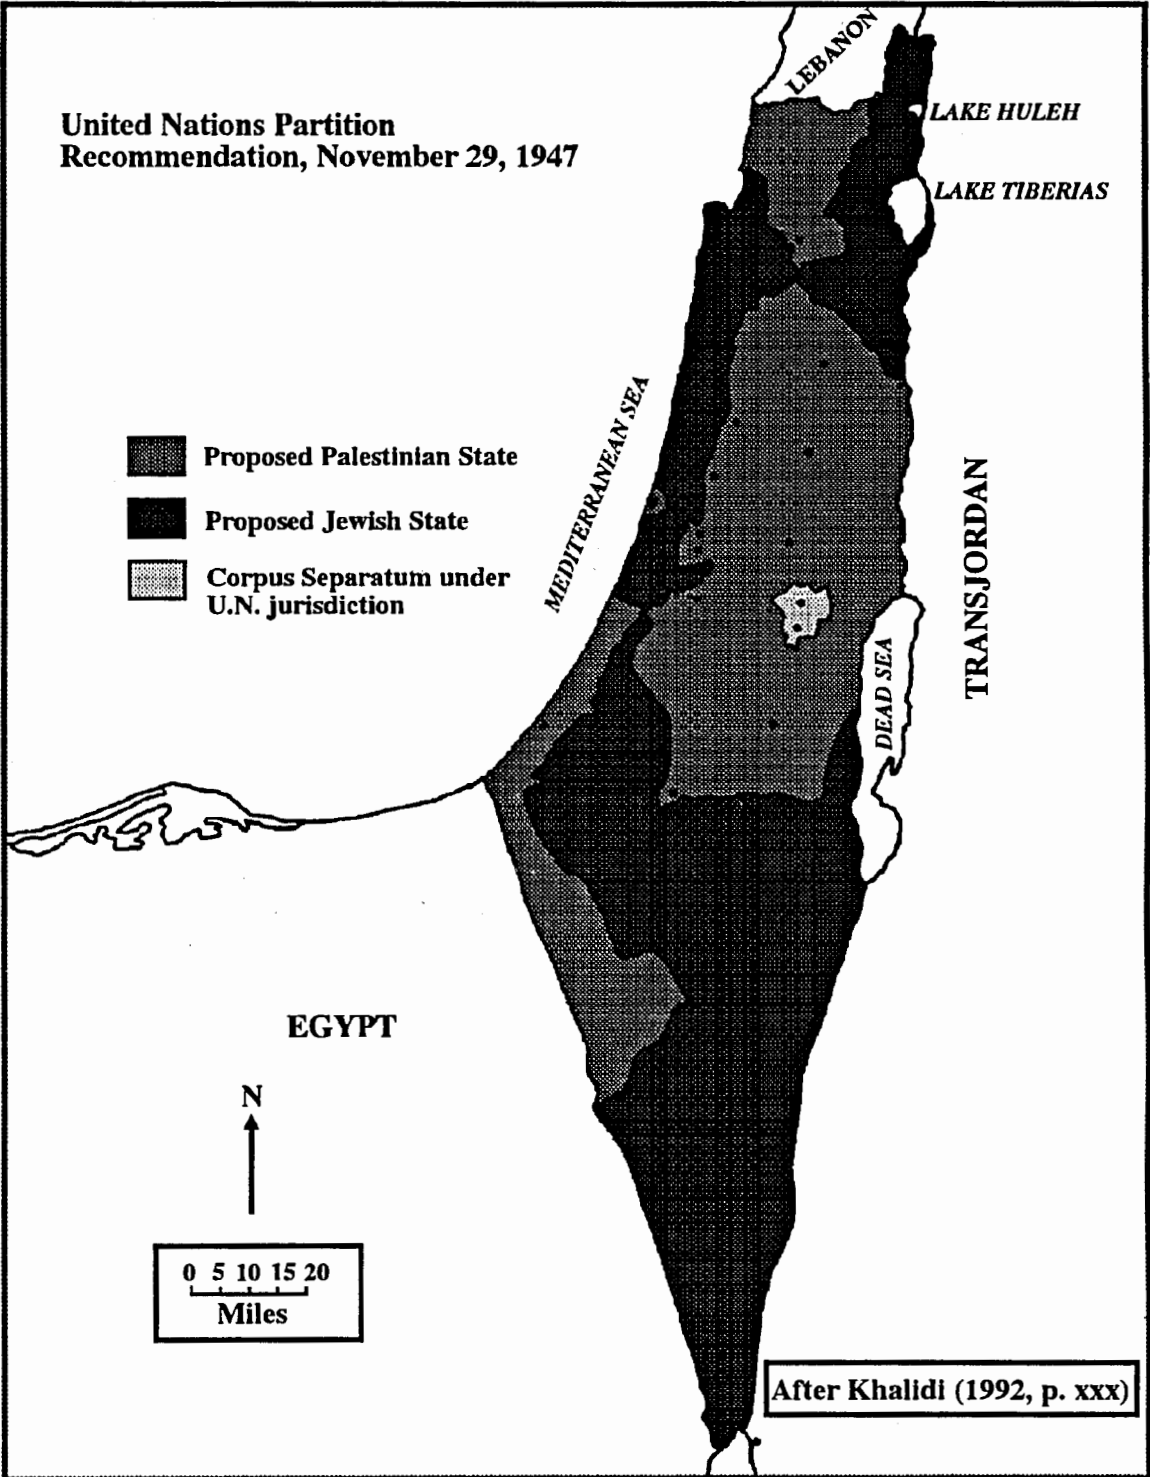 LEBANON
United Nations Partition
Recommendation, November 29, 1947
LAKE HULEH
LAKE TIBERIAS
MEDITERRANEAN SEA
Proposed Palestinian State
Proposed Jewish State
Corpus Separatum under
U.N. jurisdiction
TRANSJORDAN
DEAD SEA
EGYPT
N
0 5 10 15 20
Miles
After Khalidi (1992, p. xxx)